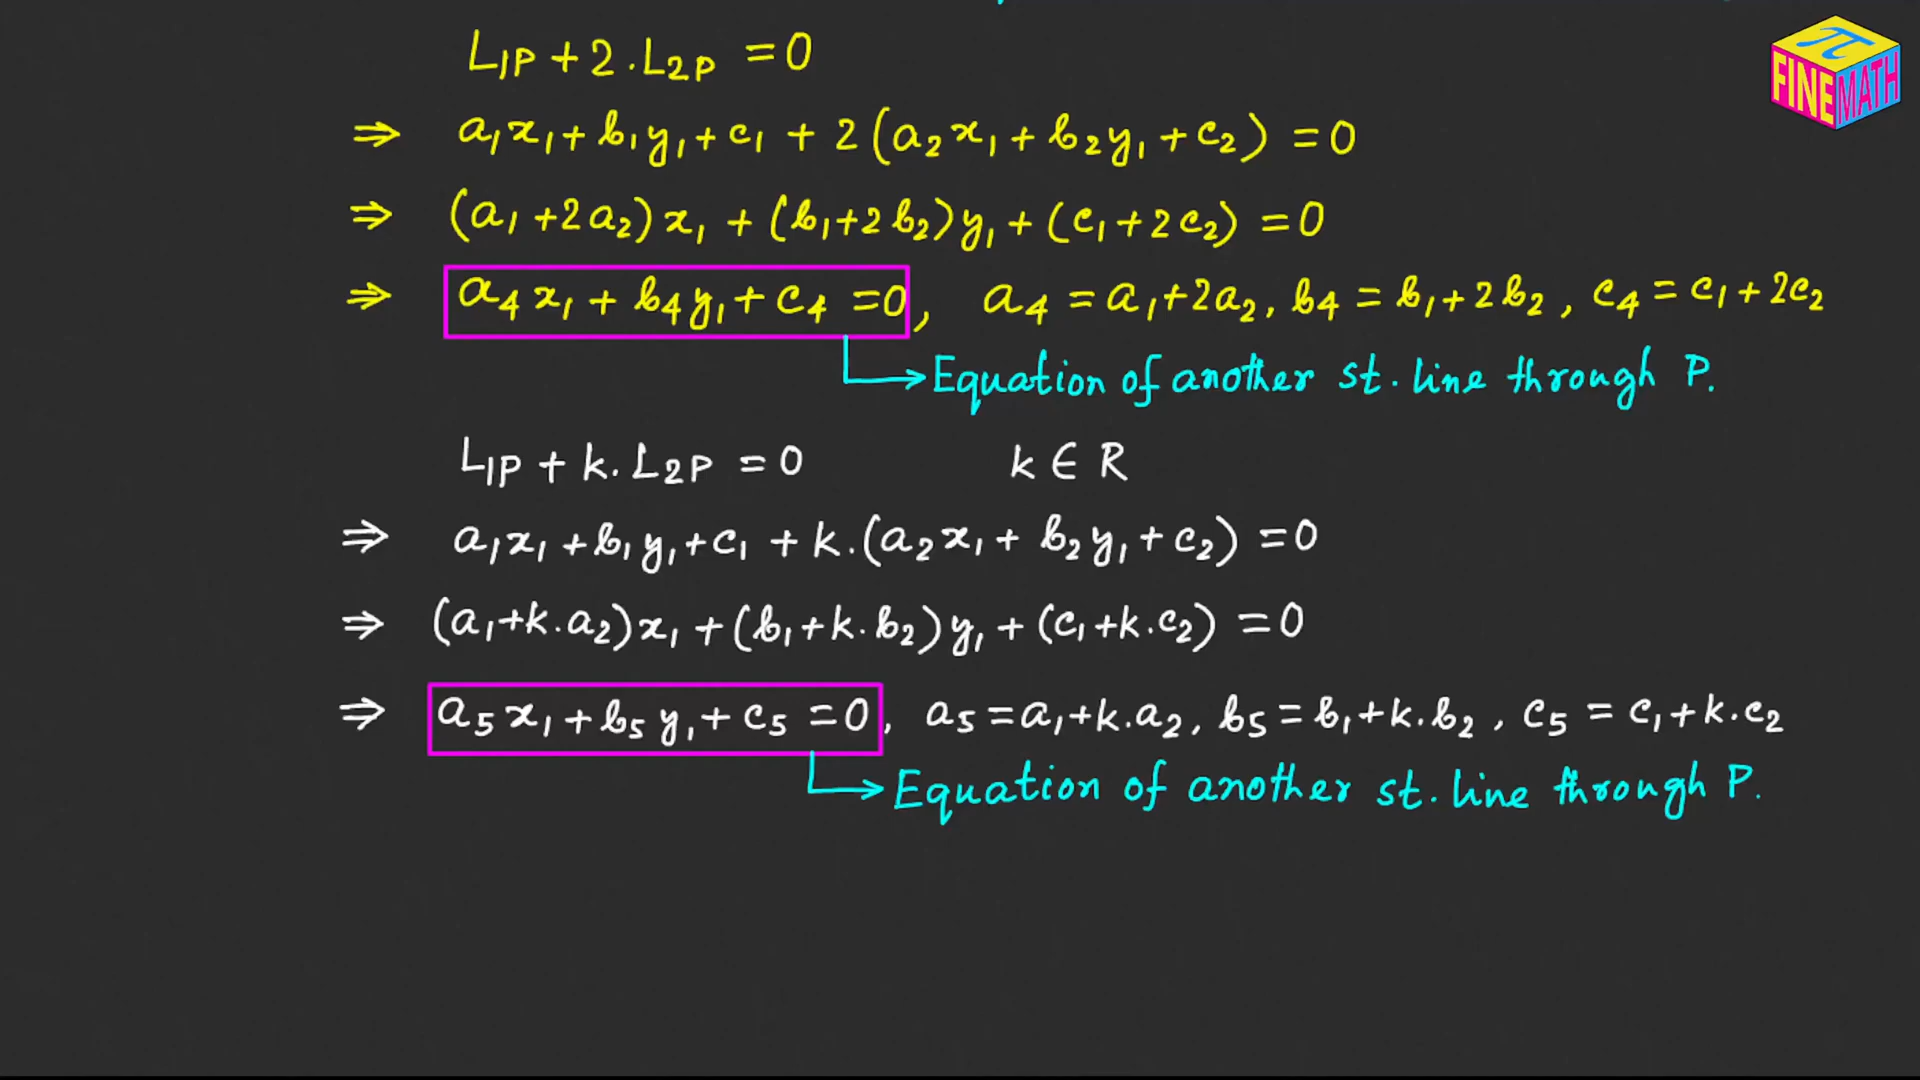 π
FINE MATH
L₁P + 2.L₂P = 0
⇒ a₁x₁ + b₁y₁ + c₁ + 2(a₂x₁ + b₂y₁ + c₂) = 0
⇒ (a₁ + 2a₂)x₁ + (b₁ + 2b₂)y₁ + (c₁ + 2c₂) = 0
⇒ a₄x₁ + b₄y₁ + c₄ = 0, a₄ = a₁ + 2a₂, b₄ = b₁ + 2b₂, c₄ = c₁ + 2c₂
Equation of another st. line through P.
L₁P + k.L₂P = 0 k ∈ R
⇒ a₁x₁ + b₁y₁ + c₁ + k.(a₂x₁ + b₂y₁ + c₂) = 0
⇒ (a₁ + k.a₂)x₁ + (b₁ + k.b₂)y₁ + (c₁ + k.c₂) = 0
⇒ a₅x₁ + b₅y₁ + c₅ = 0, a₅ = a₁ + k.a₂, b₅ = b₁ + k.b₂, c₅ = c₁ + k.c₂
Equation of another st. line through P.